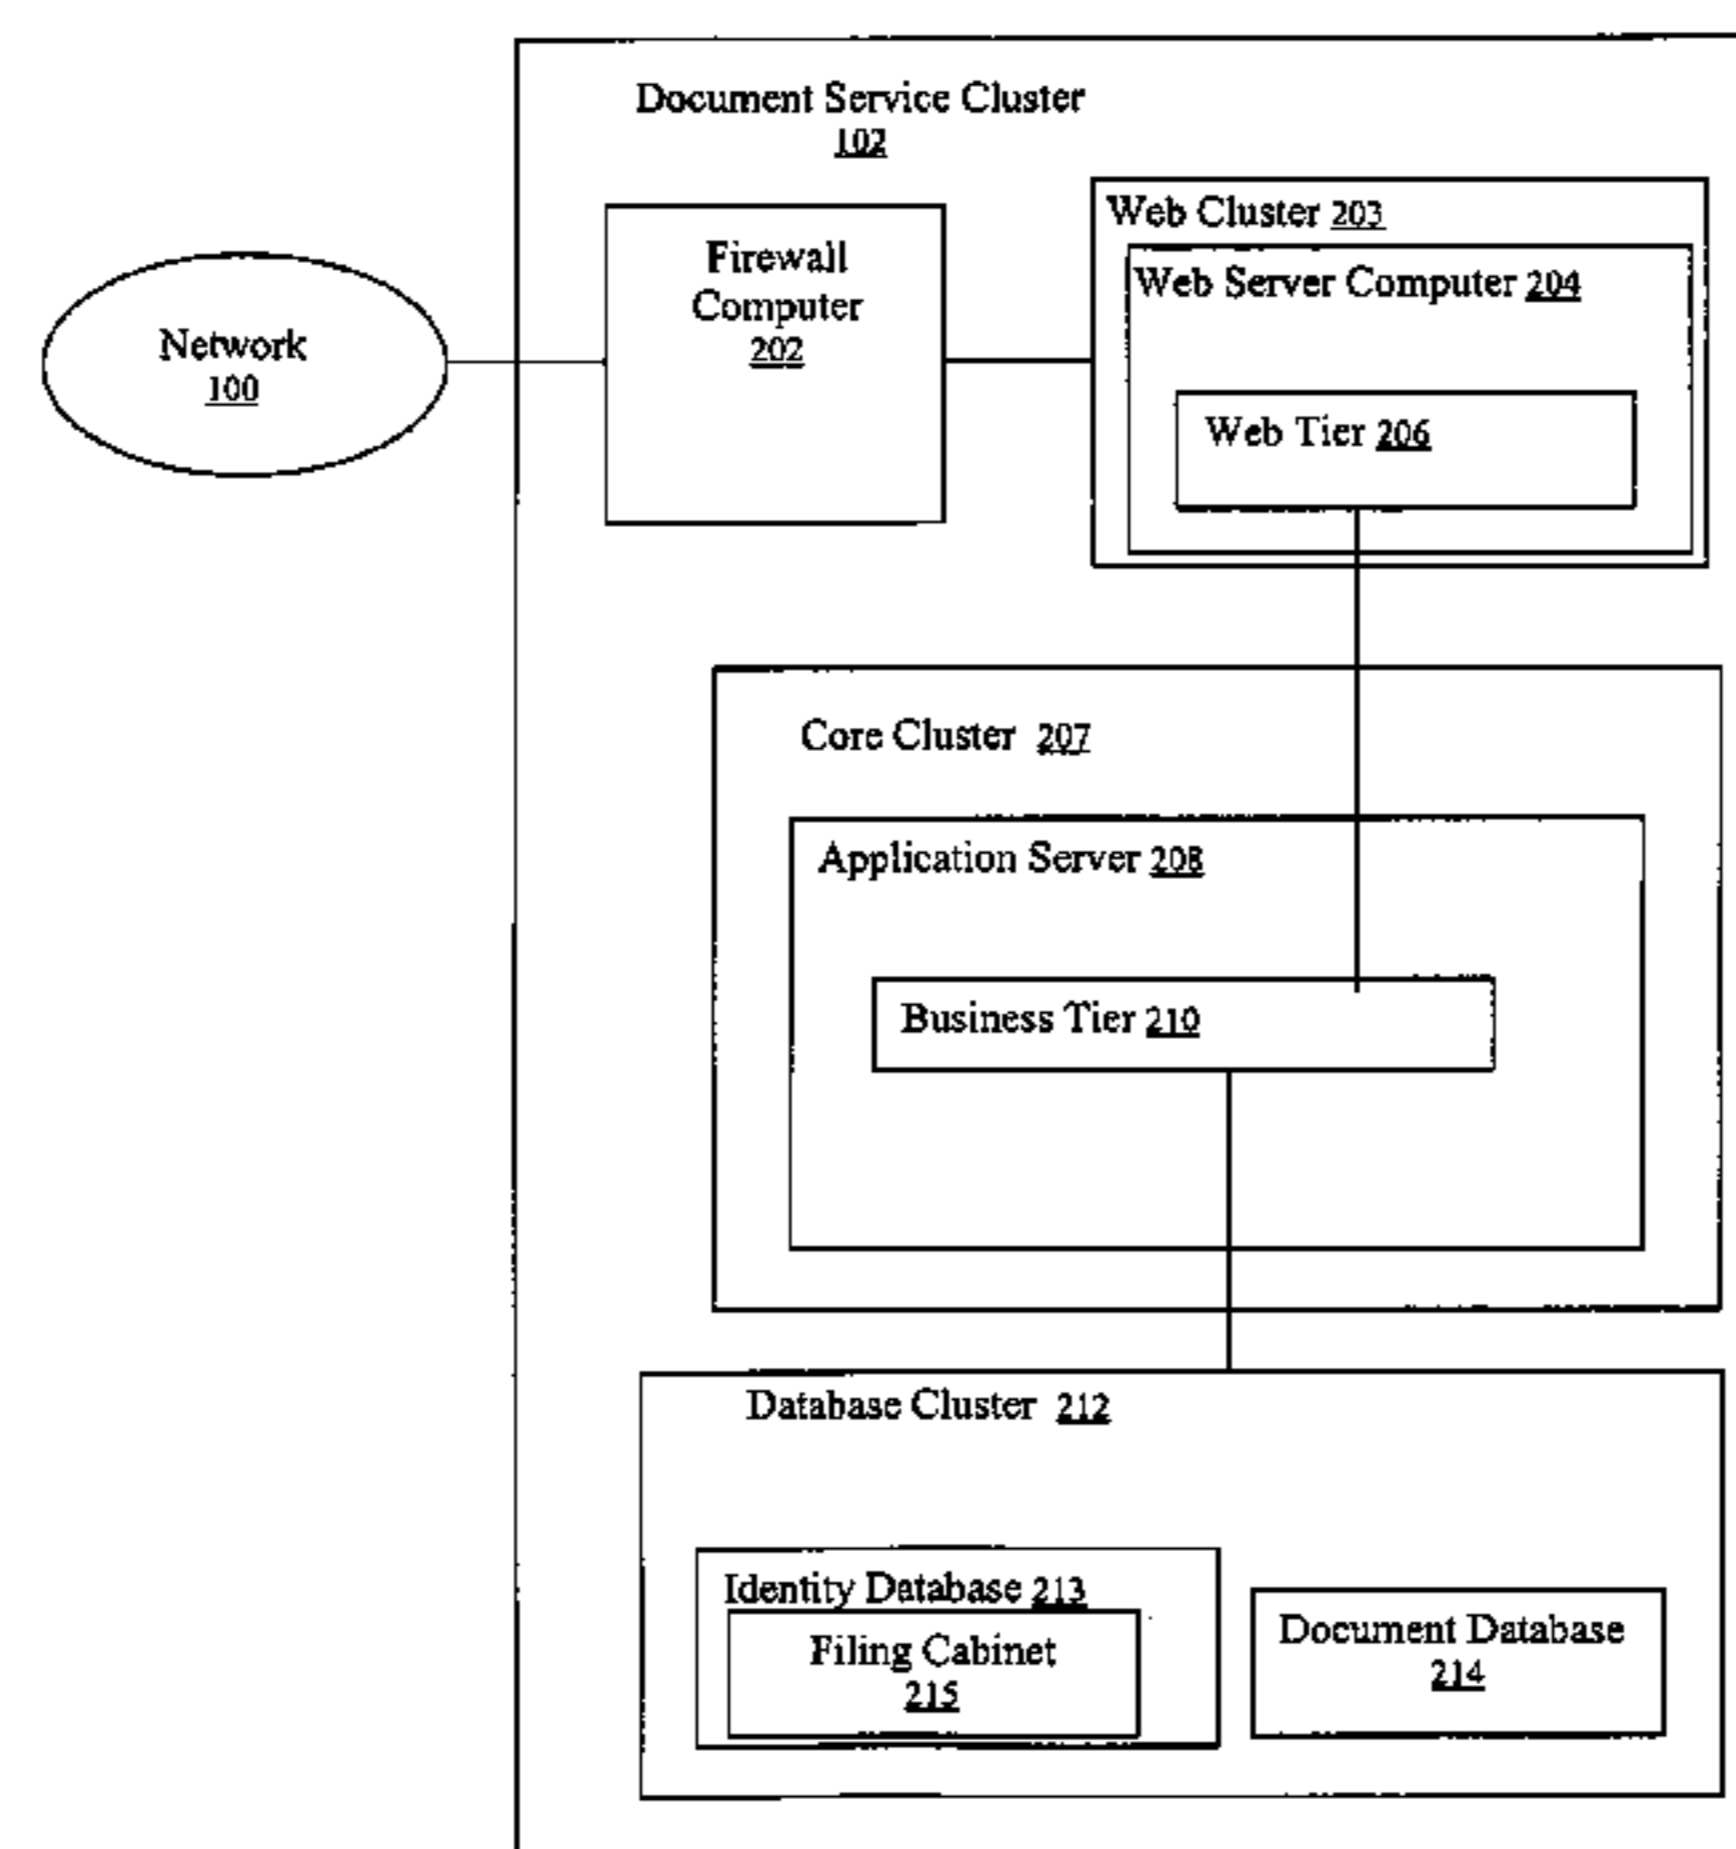 Document Service Cluster
102
Web Cluster 203
Firewall
Computer
202
Web Server Computer 204
Network
100
Web Tier 206
Core Cluster 207
Application Server 208
Business Tier 210
Database Cluster 212
Identity Database 213
Filing Cabinet
215
Document Database
214